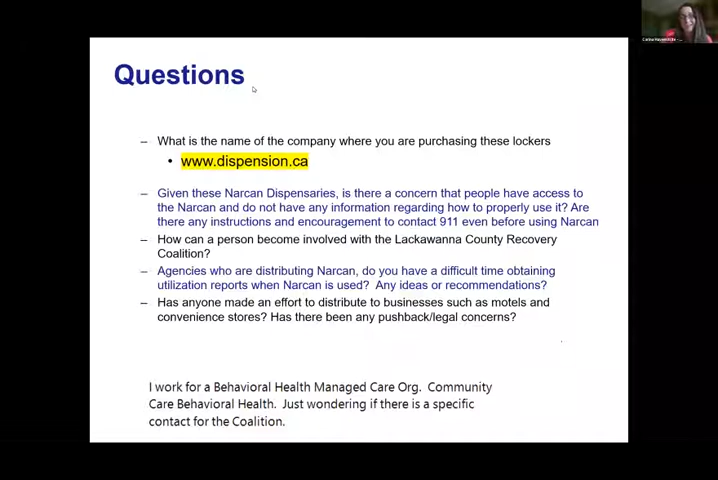 Questions
– What is the name of the company where you are purchasing these lockers
• www.dispension.ca
– Given these Narcan Dispensaries, is there a concern that people have access to
the Narcan and do not have any information regarding how to properly use it? Are
there any instructions and encouragement to contact 911 even before using Narcan
– How can a person become involved with the Lackawanna County Recovery
Coalition?
– Agencies who are distributing Narcan, do you have a difficult time obtaining
utilization reports when Narcan is used? Any ideas or recommendations?
– Has anyone made an effort to distribute to businesses such as motels and
convenience stores? Has there been any pushback/legal concerns?
I work for a Behavioral Health Managed Care Org. Community
Care Behavioral Health. Just wondering if there is a specific
contact for the Coalition.